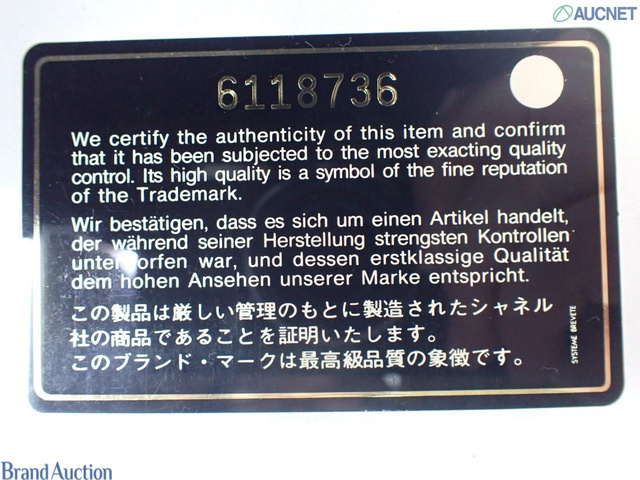 AUCNET
6118736
We certify the authenticity of this item and confirm
that it has been subjected to the most exacting quality
control. Its high quality is a symbol of the fine reputation
of the Trademark.
Wir bestätigen, dass es sich um einen Artikel handelt,
der während seiner Herstellung strengsten Kontrollen
unterworfen war, und dessen erstklassige Qualität
dem hohen Ansehen unserer Marke entspricht.
この製品は厳しい管理のもとに製造されたシャネル
社の商品であることを証明いたします。
このブランド・マークは最高級品質の象徴です。
SYSTEME BREVETE
Brand Auction